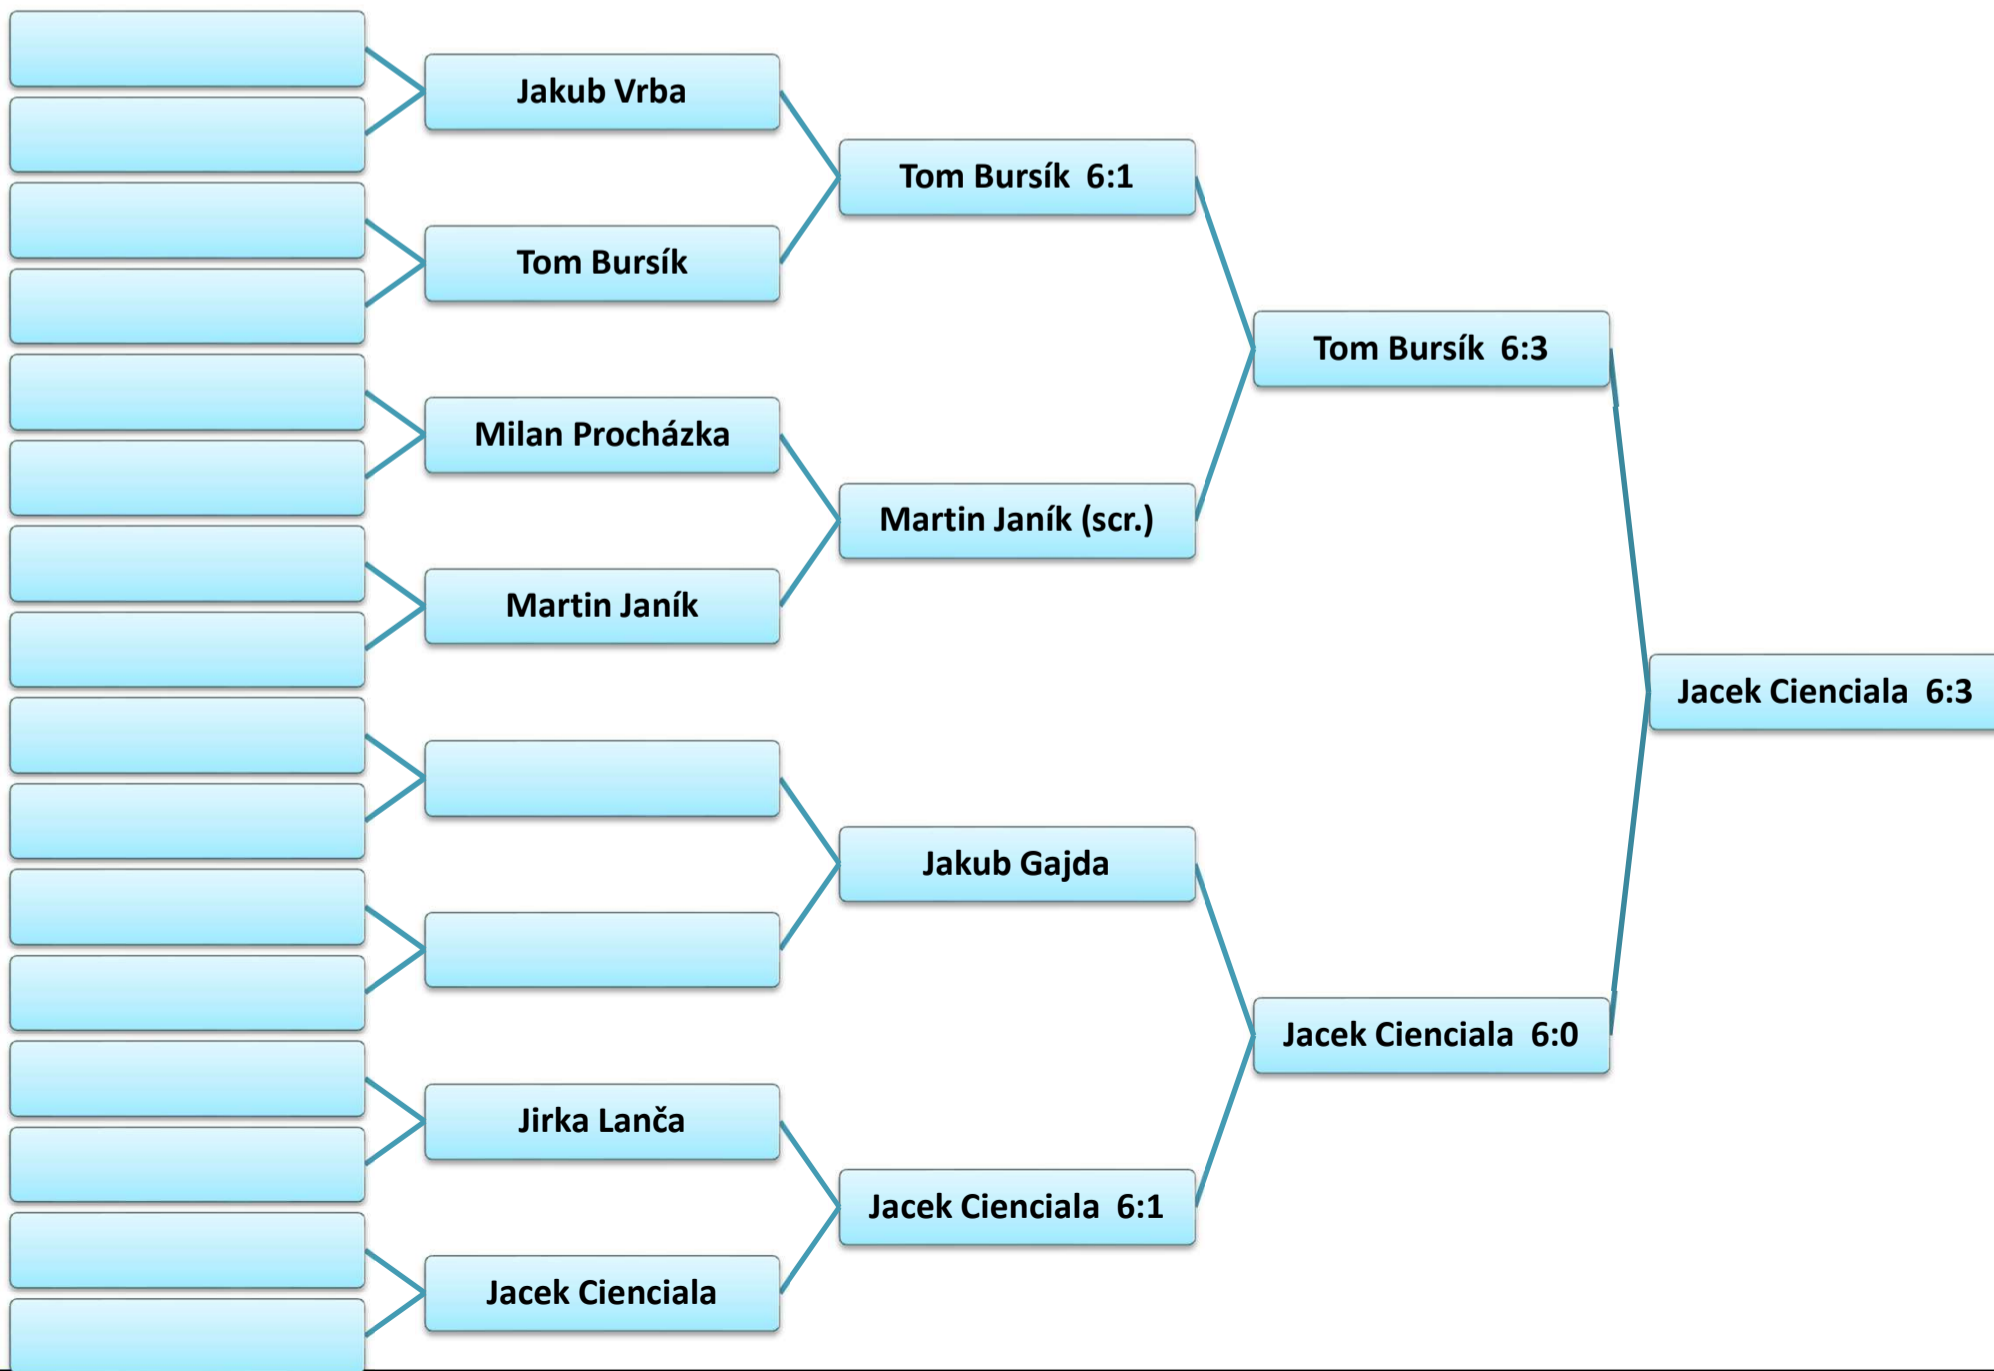 Jakub Vrba
Tom Bursík 6:1
Tom Bursík
Tom Bursík 6:3
Milan Procházka
Martin Janík (scr.)
Martin Janík
Jacek Cienciala 6:3
Jakub Gajda
Jacek Cienciala 6:0
Jirka Lanča
Jacek Cienciala 6:1
Jacek Cienciala